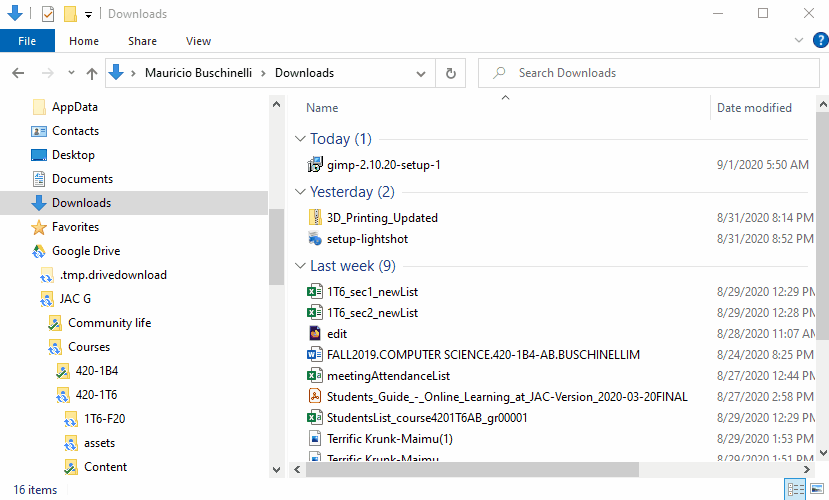 Downloads
File Home Share View
Mauricio Buschinelli Downloads Search Downloads
AppData
Contacts
Desktop
Documents
Downloads
Favorites
Google Drive
.tmp.drivedownload
JAC G
Community life
Courses
420-1B4
420-1T6
1T6-F20
assets
Content
Name Date modified
Today (1)
gimp-2.10.20-setup-1 9/1/2020 5:50 AM
Yesterday (2)
3D_Printing_Updated 8/31/2020 8:14 PM
setup-lightshot 8/31/2020 8:52 PM
Last week (9)
1T6_sec1_newList 8/29/2020 12:29 PM
1T6_sec2_newList 8/29/2020 12:28 PM
edit 8/28/2020 11:07 AM
FALL2019.COMPUTER SCIENCE.420-1B4-AB.BUSCHINELLIM 8/24/2020 8:25 PM
meetingAttendanceList 8/27/2020 12:44 PM
Students_Guide_-_Online_Learning_at_JAC-Version_2020-03-20FINAL 8/27/2020 2:58 PM
StudentsList_course4201T6AB_gr00001 8/29/2020 12:29 PM
Terrific Krunk-Maimu(1) 8/29/2020 1:53 PM
Terrific Krunk-Maimu 8/29/2020 1:51 PM
16 items